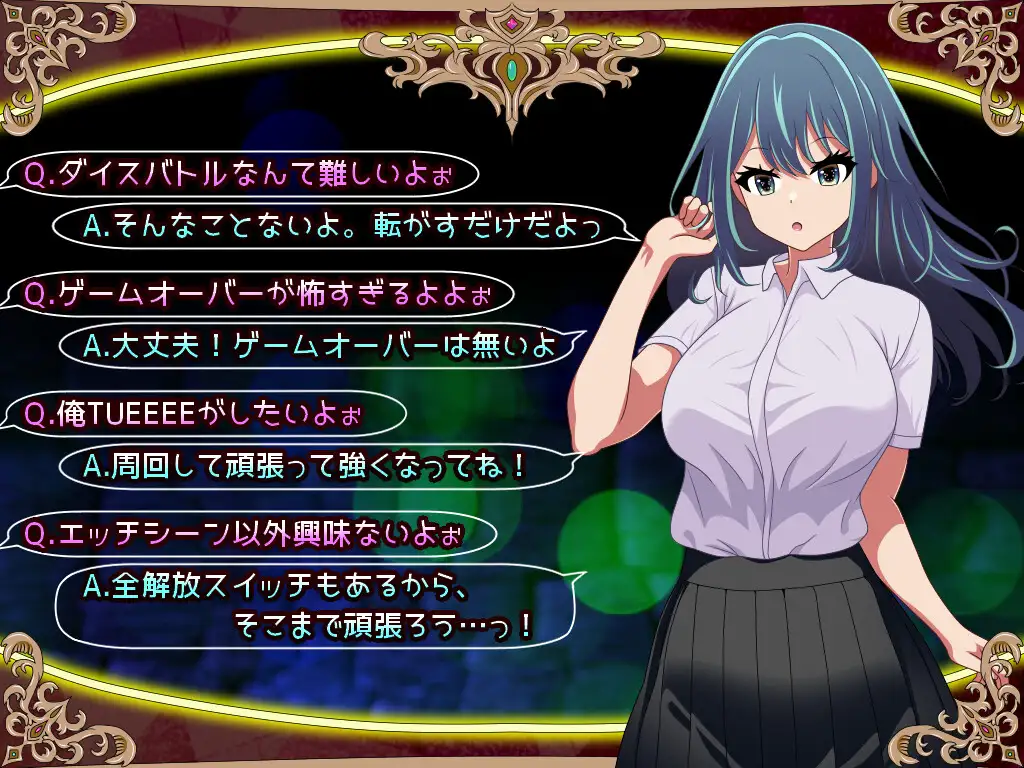 Q.ダイスバトルなんて難しいよぉ
A.そんなことないよ。転がすだけだよっ
Q.ゲームオーバーが怖すぎるよよぉ
A.大丈夫！ゲームオーバーは無いよ
Q.俺TUEEEEがしたいよぉ
A.周回して頑張って強くなってね！
Q.エッチシーン以外興味ないよぉ
A.全解放スイッチもあるから、
そこまで頑張ろう…っ！